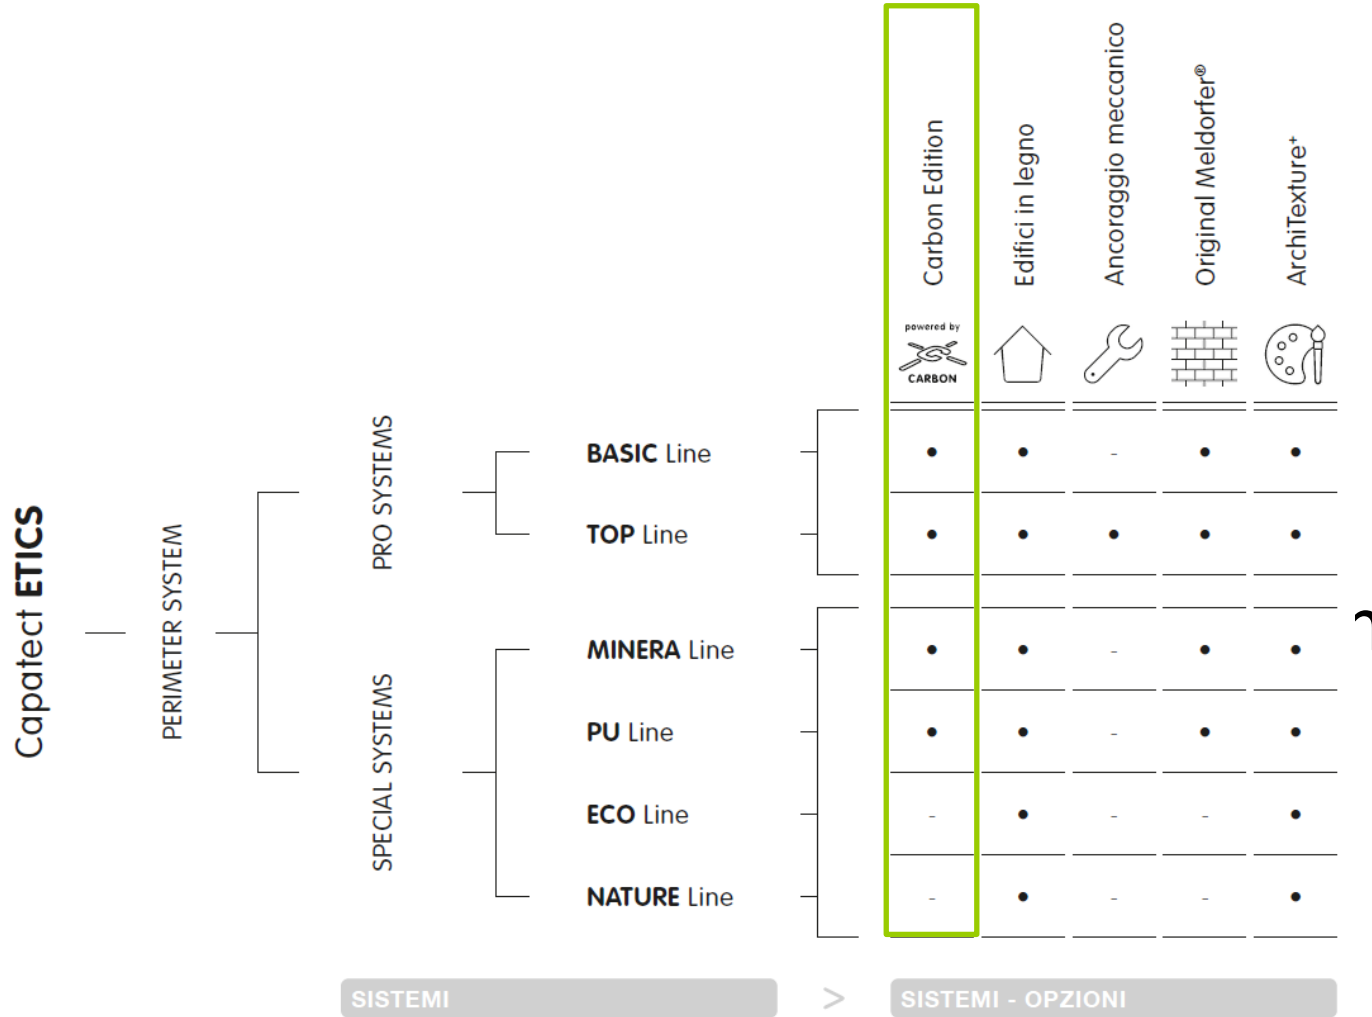 Carbon Edition
Edifici in legno
Ancoraggio meccanico
Original Meldorfer®
ArchiTexture+
powered by
CARBON
Capatect ETICS
PERIMETER SYSTEM
PRO SYSTEMS
BASIC Line
• • - • •
TOP Line
• • • • •
SPECIAL SYSTEMS
MINERA Line
• • - • •
PU Line
• • - • •
ECO Line
- • - - •
NATURE Line
- • - - •
SISTEMI > SISTEMI - OPZIONI